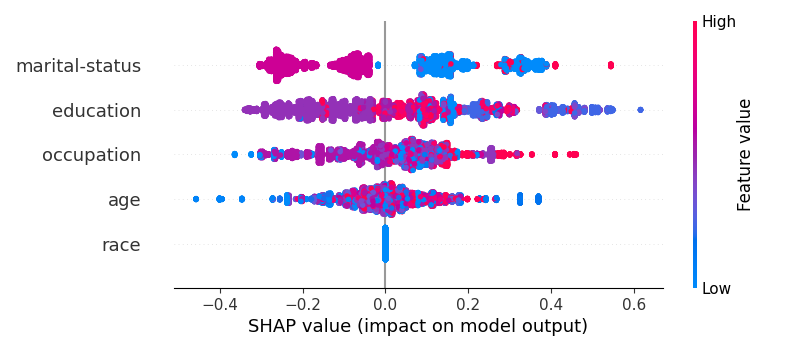 High
marital-status
education
occupation
age
race
Feature value
Low
−0.4 −0.2 0.0 0.2 0.4 0.6
SHAP value (impact on model output)